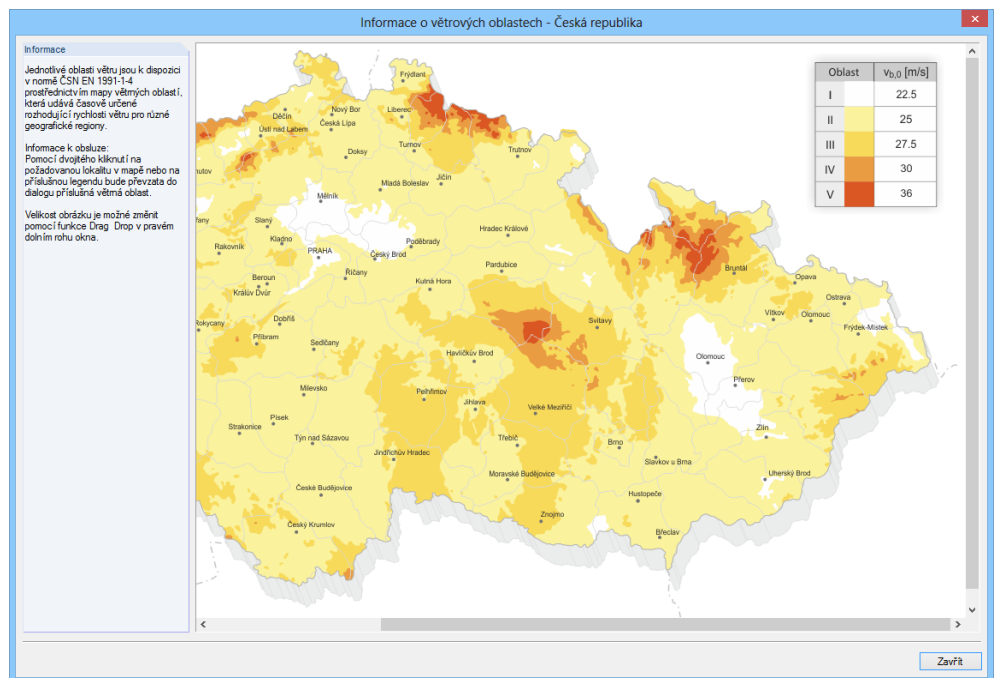 Informace o větrových oblastech - Česká republika
Informace
Jednotlivé oblasti větru jsou k dispozici
v normě ČSN EN 1991-1-4
prostřednictvím mapy větrných oblastí,
která udává časově určené
rozhodující rychlosti větru pro různé
geografické regiony.
Informace k obsluze:
Pomocí dvojitého kliknutí na
požadovanou lokalitu v mapě nebo na
příslušnou legendu bude převzata do
dialogu příslušná větrná oblast.
Velikost obrázku je možné změnit
pomocí funkce Drag Drop v pravém
dolním rohu okna.
Oblast vb,0 [m/s]
I 22.5
II 25
III 27.5
IV 30
V 36
Frýdlant
Liberec
Nový Bor
Děčín
Česká Lípa
Ústí nad Labem
Turnov
Trutnov
Doksy
Jičín
Mladá Boleslav
Mělník
Slaný
Hradec Králové
Kladno
Rakovník
PRAHA
Poděbrady
Český Brod
Říčany
Pardubice
Beroun
Kutná Hora
Králův Dvůr
Bruntál
Opava
Ostrava
Vítkov
Olomouc
Frýdek-Místek
Dobříš
Svitavy
Rokycany
Příbram
Sedlčany
Havlíčkův Brod
Olomouc
Přerov
Milevsko
Pelhřimov
Jihlava
Velké Meziříčí
Písek
Strakonice
Týn nad Sázavou
Třebíč
Brno
Zlín
Jindřichův Hradec
Slavkov u Brna
Moravské Budějovice
Uherský Brod
České Budějovice
Hustopeče
Znojmo
Český Krumlov
Břeclav
Zavřít